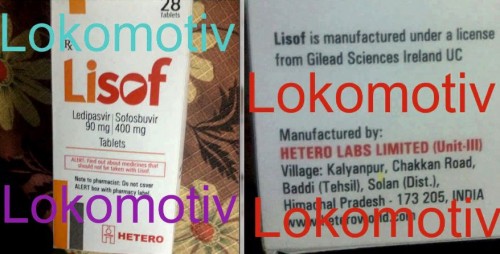 28
Tablets
Lokomotiv
Rx
Lisof
Ledipasvir | Sofosbuvir
90 mg | 400 mg
Tablets
ALERT: Find out about medicines that
should not be taken with Lisof.
Note to pharmacist: Do not cover
ALERT box with pharmacy label
Lokomotiv
HETERO
Lisof is manufactured under a license
from Gilead Sciences Ireland UC
Lokomotiv
Manufactured by:
HETERO LABS LIMITED (Unit-III)
Village: Kalyanpur, Chakkan Road,
Baddi (Tehsil), Solan (Dist.),
Himachal Pradesh - 173 205, INDIA
Lokomotiv
www.heteroworld.com